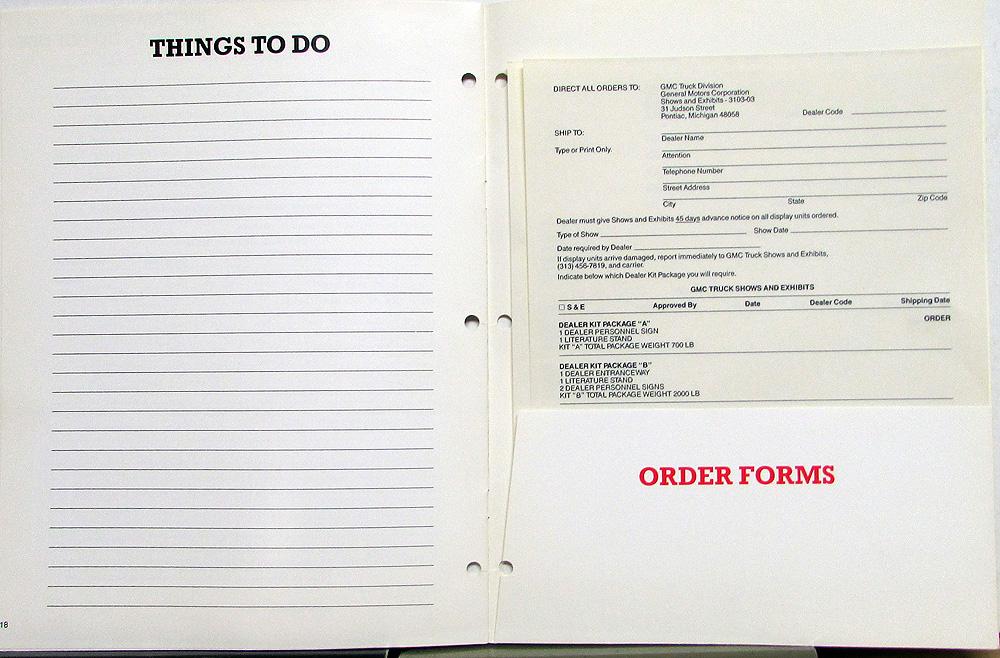 THINGS TO DO
18
DIRECT ALL ORDERS TO:
GMC Truck Division
General Motors Corporation
Shows and Exhibits - 3103-03
31 Judson Street
Pontiac, Michigan 48058
Dealer Code
SHIP TO:
Dealer Name
Type or Print Only.
Attention
Telephone Number
Street Address
City State Zip Code
Dealer must give Shows and Exhibits 45 days advance notice on all display units ordered.
Type of Show Show Date
Date required by Dealer
If display units arrive damaged, report immediately to GMC Truck Shows and Exhibits,
(313) 456-7819, and carrier.
Indicate below which Dealer Kit Package you will require.
GMC TRUCK SHOWS AND EXHIBITS
☐ S & E Approved By Date Dealer Code Shipping Date
ORDER
DEALER KIT PACKAGE "A"
1 DEALER PERSONNEL SIGN
1 LITERATURE STAND
KIT "A" TOTAL PACKAGE WEIGHT 700 LB
DEALER KIT PACKAGE "B"
1 DEALER ENTRANCEWAY
1 LITERATURE STAND
2 DEALER PERSONNEL SIGNS
KIT "B" TOTAL PACKAGE WEIGHT 2000 LB
ORDER FORMS